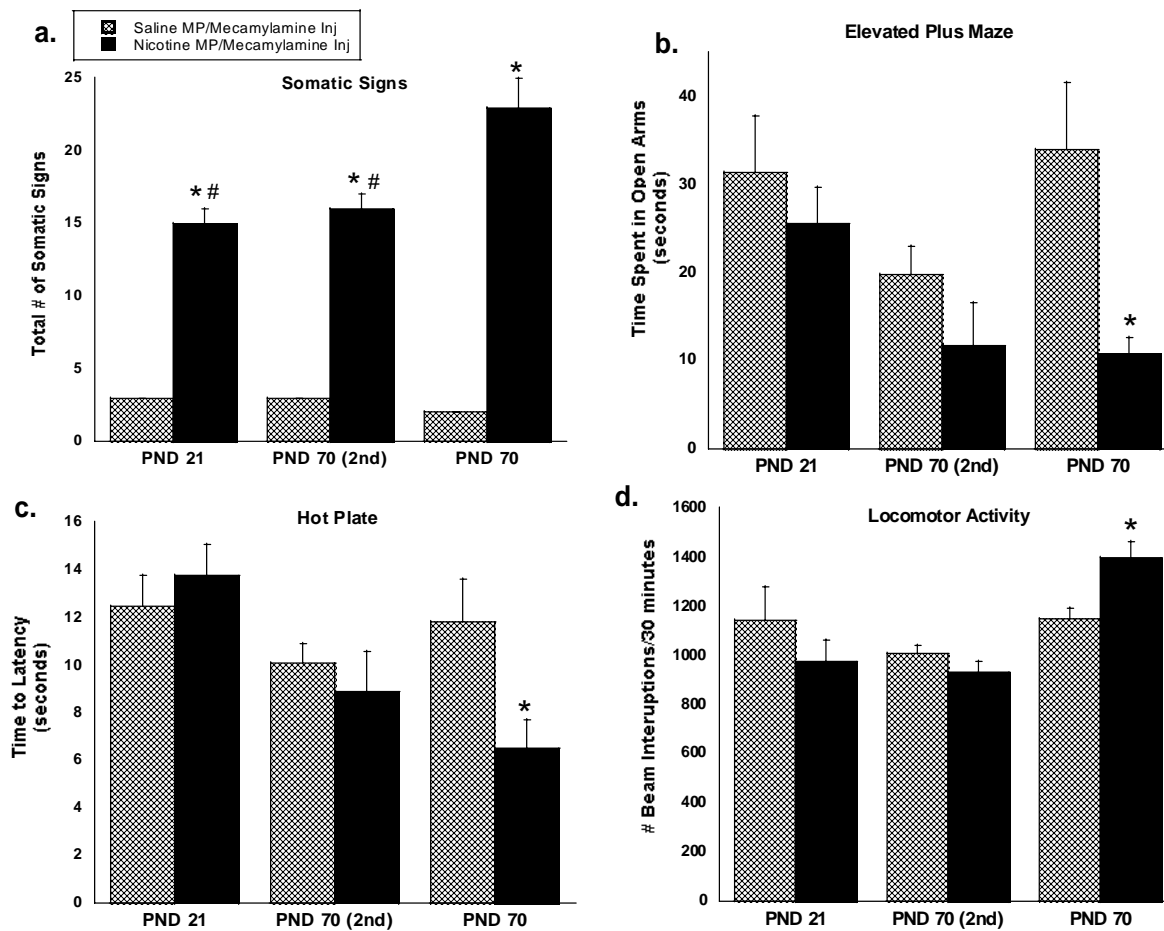 a.
Saline MP/Mecamylamine Inj
Nicotine MP/Mecamylamine Inj
Somatic Signs
Total # of Somatic Signs
25
20
15
10
5
0
* #
* #
*
PND 21
PND 70 (2nd)
PND 70
b.
Elevated Plus Maze
Time Spent in Open Arms
(seconds)
40
30
20
10
0
*
PND 21
PND 70 (2nd)
PND 70
c.
Hot Plate
Time to Latency
(seconds)
16
14
12
10
8
6
4
2
0
*
PND 21
PND 70 (2nd)
PND 70
d.
Locomotor Activity
# Beam Interuptions/30 minutes
1600
1400
1200
1000
800
600
400
200
0
*
PND 21
PND 70 (2nd)
PND 70